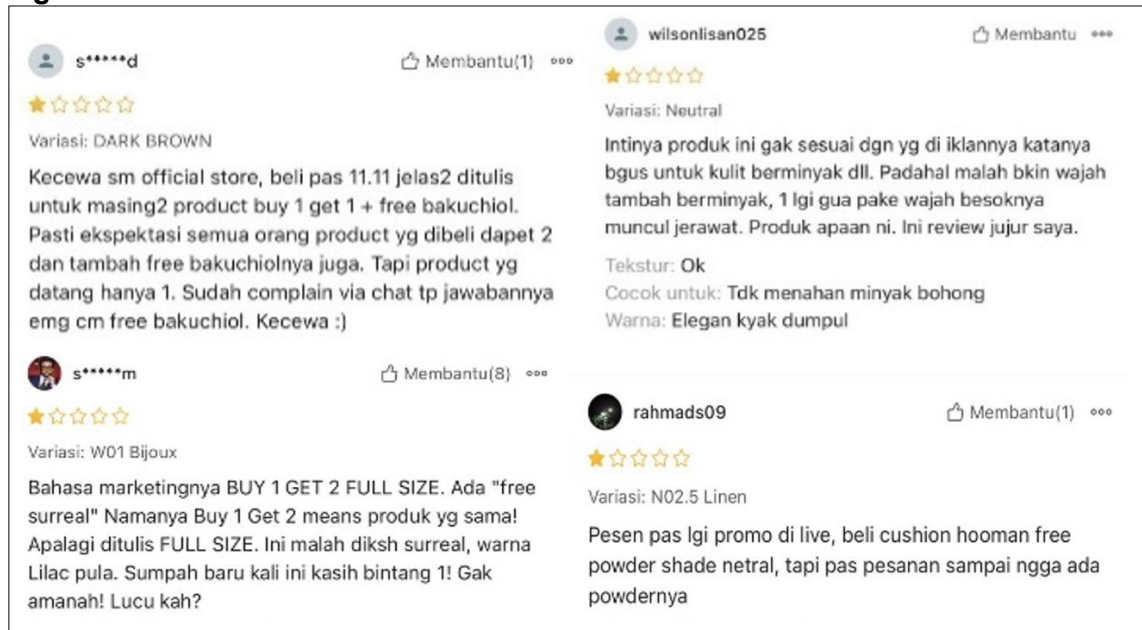 s*****d
Membantu(1)
Variasi: DARK BROWN
Kecewa sm official store, beli pas 11.11 jelas2 ditulis
untuk masing2 product buy 1 get 1 + free bakuchiol.
Pasti ekspektasi semua orang product yg dibeli dapet 2
dan tambah free bakuchiolnya juga. Tapi product yg
datang hanya 1. Sudah complain via chat tp jawabannya
emg cm free bakuchiol. Kecewa :)
s*****m
Membantu(8)
Variasi: W01 Bijoux
Bahasa marketingnya BUY 1 GET 2 FULL SIZE. Ada "free
surreal" Namanya Buy 1 Get 2 means produk yg sama!
Apalagi ditulis FULL SIZE. Ini malah diksh surreal, warna
Lilac pula. Sumpah baru kali ini kasih bintang 1! Gak
amanah! Lucu kah?
wilsonlisan025
Membantu
Variasi: Neutral
Intinya produk ini gak sesuai dgn yg di iklannya katanya
bgus untuk kulit berminyak dll. Padahal malah bkin wajah
tambah berminyak, 1 lgi gua pake wajah besoknya
muncul jerawat. Produk apaan ni. Ini review jujur saya.
Tekstur: Ok
Cocok untuk: Tdk menahan minyak bohong
Warna: Elegan kyak dumpul
rahmads09
Membantu(1)
Variasi: N02.5 Linen
Pesen pas lgi promo di live, beli cushion hooman free
powder shade netral, tapi pas pesanan sampai ngga ada
powdernya